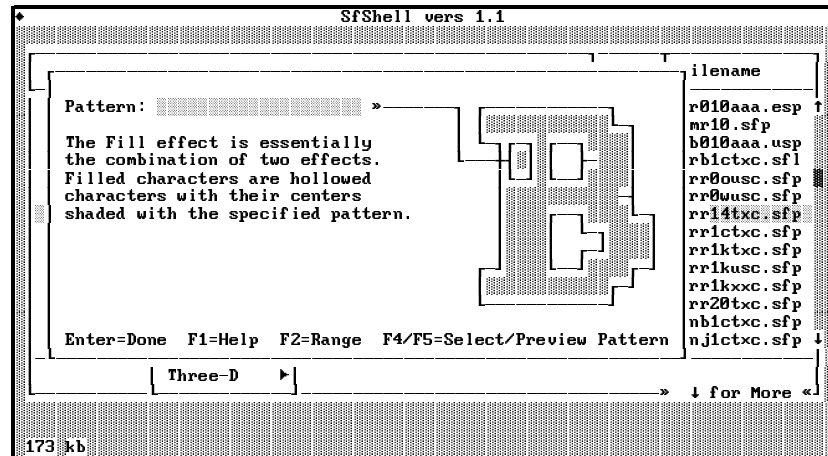 SfShell vers 1.1
ilename
Pattern:
r010aaa.esp
mr10.sfp
The Fill effect is essentially
b010aaa.usp
the combination of two effects.
rb1ctxc.sfl
Filled characters are hollowed
rr0ousc.sfp
characters with their centers
rr0wusc.sfp
shaded with the specified pattern.
rr14txc.sfp
rr1ctxc.sfp
rr1ktxc.sfp
rr1kusc.sfp
rr1kxxc.sfp
rr20txc.sfp
nb1ctxc.sfp
Enter=Done F1=Help F2=Range F4/F5=Select/Preview Pattern
nj1ctxc.sfp
Three-D
↓ for More
173 kb